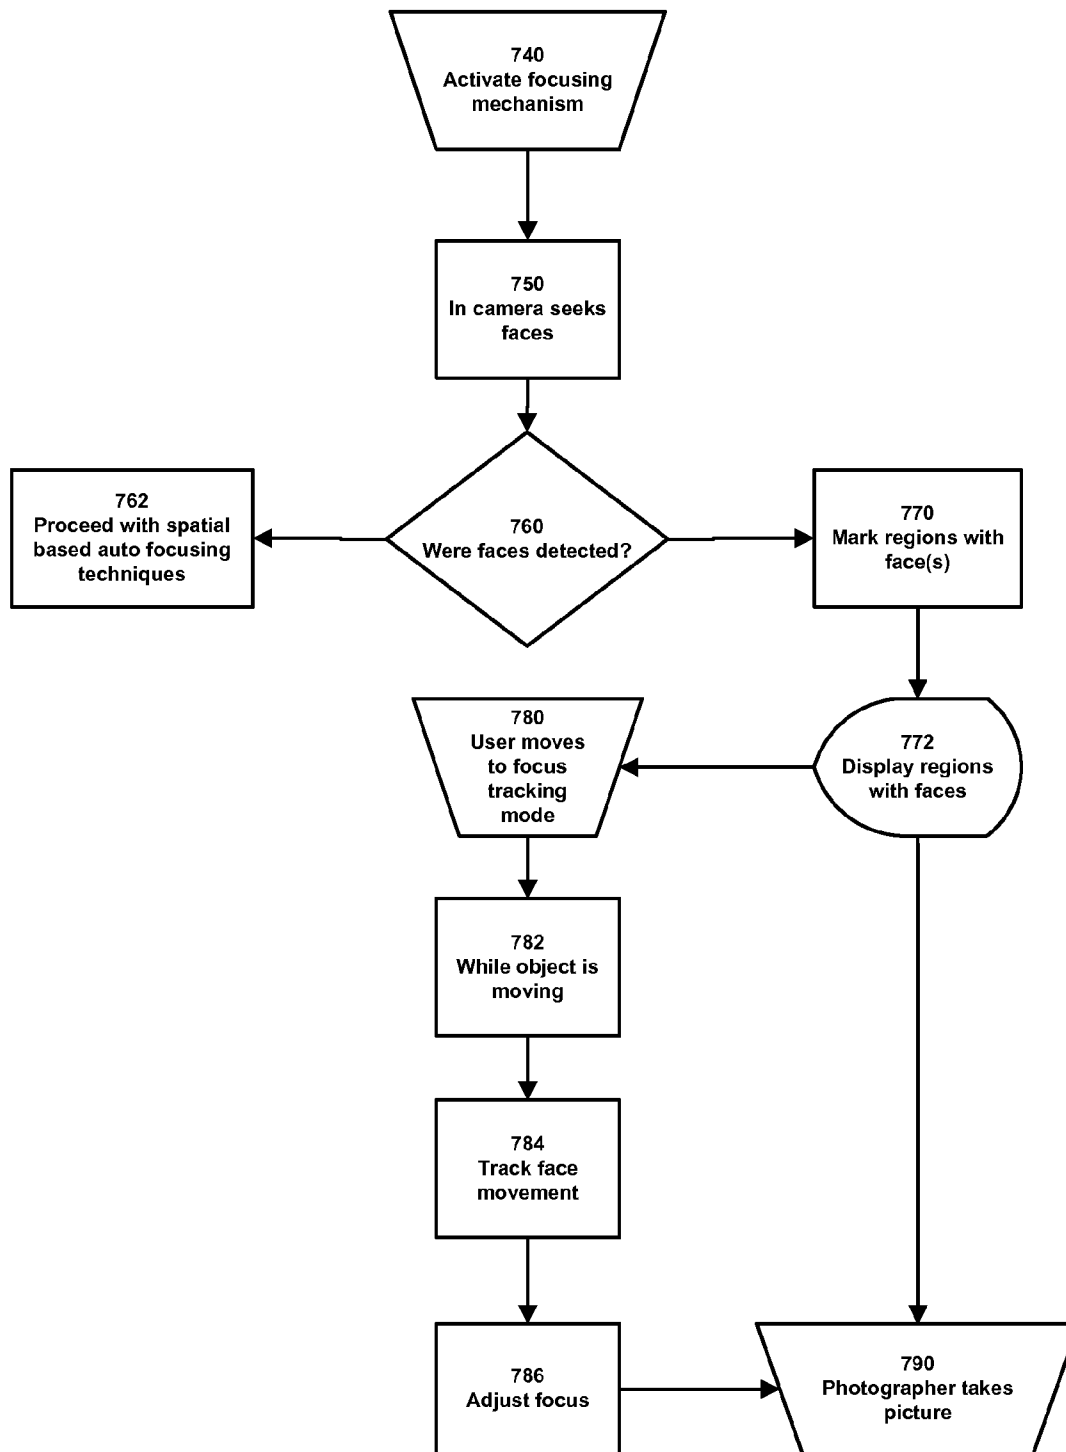 740
Activate focusing
mechanism
750
In camera seeks
faces
762
Proceed with spatial
based auto focusing
techniques
760
Were faces detected?
770
Mark regions with
face(s)
780
User moves
to focus
tracking
mode
772
Display regions
with faces
782
While object is
moving
784
Track face
movement
786
Adjust focus
790
Photographer takes
picture